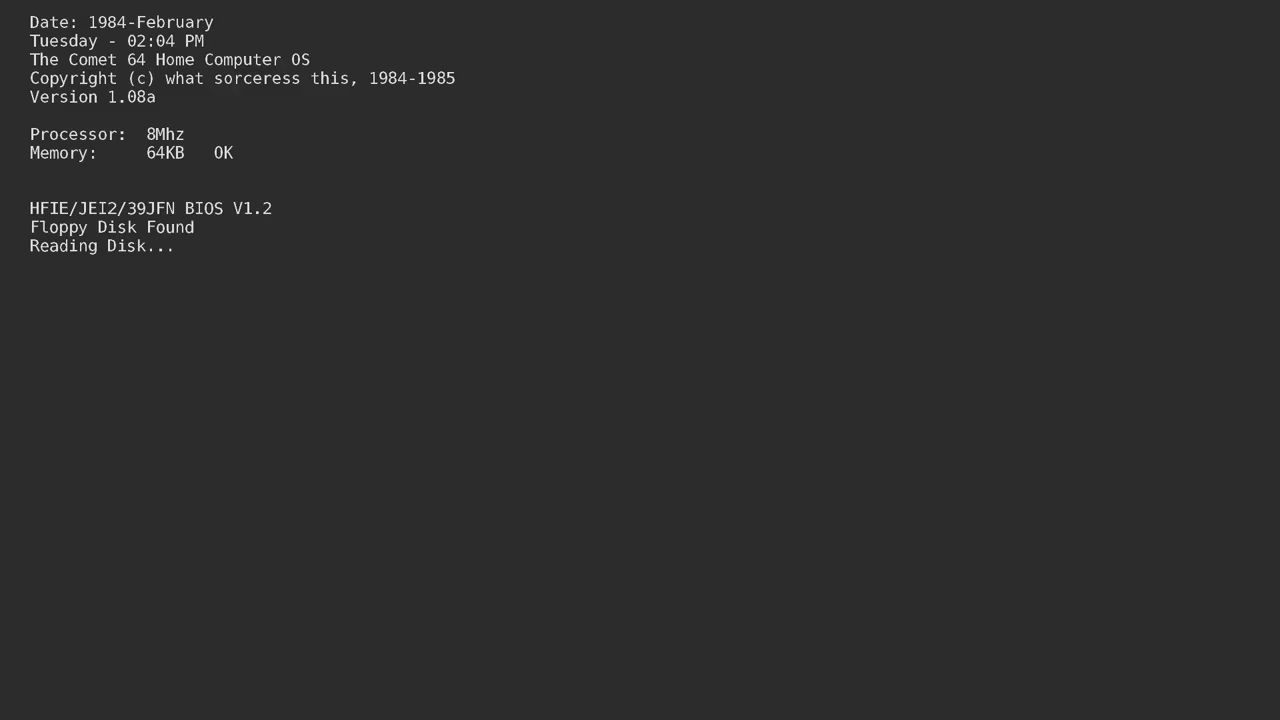 Date: 1984-February
Tuesday - 02:04 PM
The Comet 64 Home Computer OS
Copyright (c) what sorceress this, 1984-1985
Version 1.08a
Processor:  8Mhz
Memory:     64KB   OK
HFIE/JEI2/39JFN BIOS V1.2
Floppy Disk Found
Reading Disk...